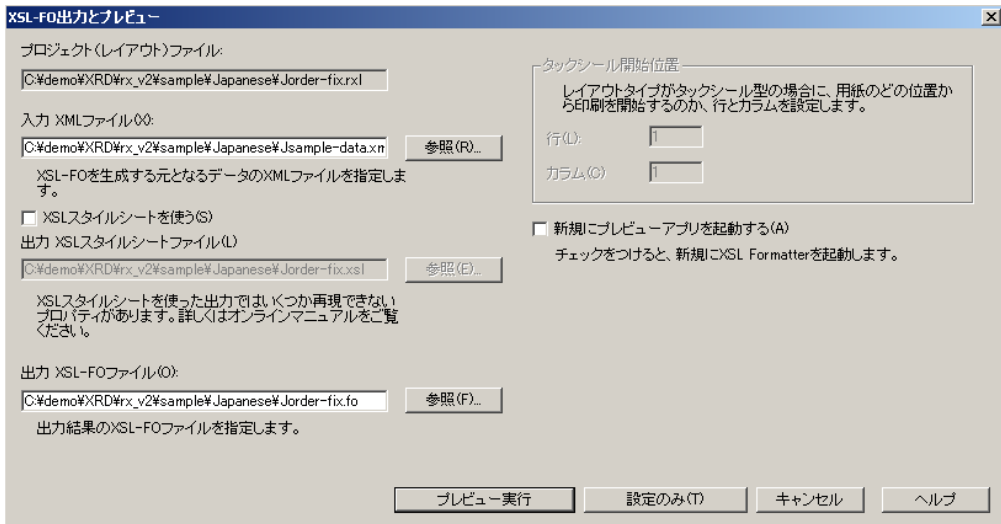 XSL-FO出力とプレビュー
プロジェクト(レイアウト)ファイル:
C:¥demo¥XRD¥rx_v2¥sample¥Japanese¥Jorder-fix.rxl
入力 XMLファイル(X):
C:¥demo¥XRD¥rx_v2¥sample¥Japanese¥Jsample-data.xm
参照(R)...
XSL-FOを生成する元となるデータのXMLファイルを指定しま
す。
XSLスタイルシートを使う(S)
出力 XSLスタイルシートファイル(L)
C:¥demo¥XRD¥rx_v2¥sample¥Japanese¥Jorder-fix.xsl
参照(E)...
XSLスタイルシートを使った出力ではいくつか再現できない
プロパティがあります。詳しくはオンラインマニュアルをご覧
ください。
出力 XSL-FOファイル(O):
C:¥demo¥XRD¥rx_v2¥sample¥Japanese¥Jorder-fix.fo
参照(F)...
出力結果のXSL-FOファイルを指定します。
タックシール開始位置
レイアウトタイプがタックシール型の場合に、用紙のどの位置か
ら印刷を開始するのか、行とカラムを設定します。
行(L):
1
カラム(C)
1
新規にプレビューアプリを起動する(A)
チェックをつけると、新規にXSL Formatterを起動します。
プレビュー実行
設定のみ(T)
キャンセル
ヘルプ